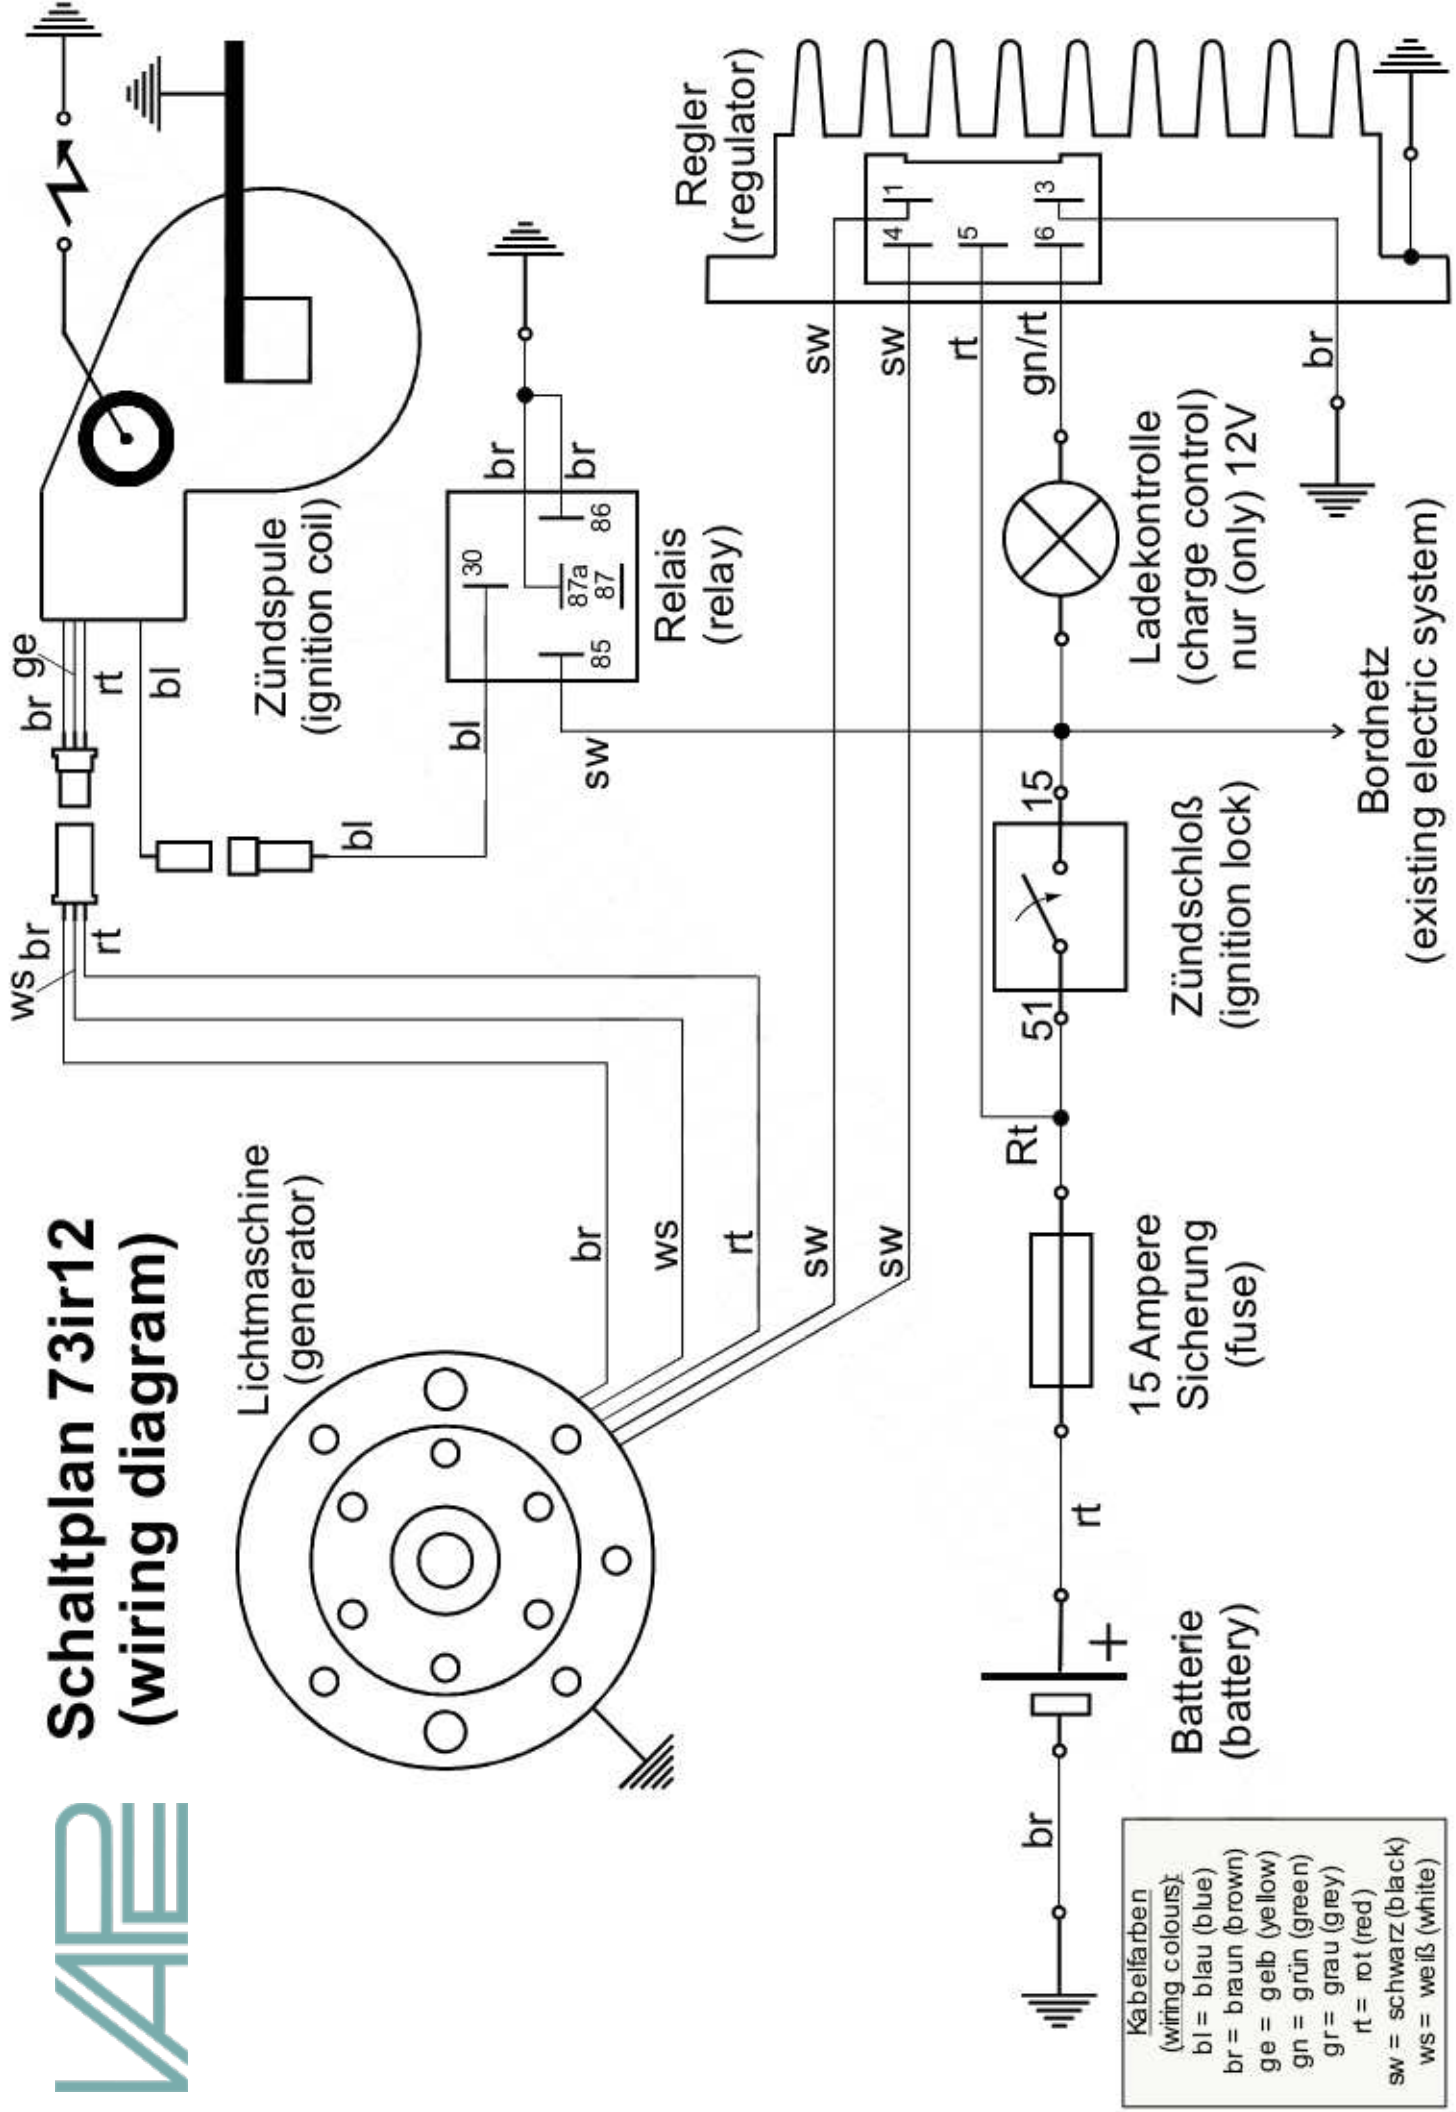 VAPE
Schaltplan 73ir12
(wiring diagram)
Lichtmaschine
(generator)
br
ws
rt
sw
sw
ws
br
rt
br
ge
rt
bl
bl
bl
sw
Zündspule
(ignition coil)
30
87a
87
85
86
br
br
Relais
(relay)
Regler
(regulator)
1
4
5
6
3
sw
sw
rt
gn/rt
br
Ladekontrolle
(charge control)
nur (only) 12V
Bordnetz
(existing electric system)
15
51
Zündschloß
(ignition lock)
Rt
15 Ampere
Sicherung
(fuse)
rt
+
Batterie
(battery)
br
Kabelfarben
(wiring colours):
bl = blau (blue)
br = braun (brown)
ge = gelb (yellow)
gn = grün (green)
gr = grau (grey)
rt = rot (red)
sw = schwarz (black)
ws = weiß (white)